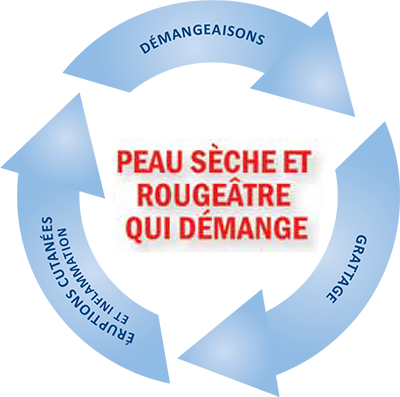 DÉMANGEAISONS
PEAU SÈCHE ET
ROUGEÂTRE
QUI DÉMANGE
GRATTAGE
ÉRUPTIONS CUTANÉES
ET INFLAMMATION